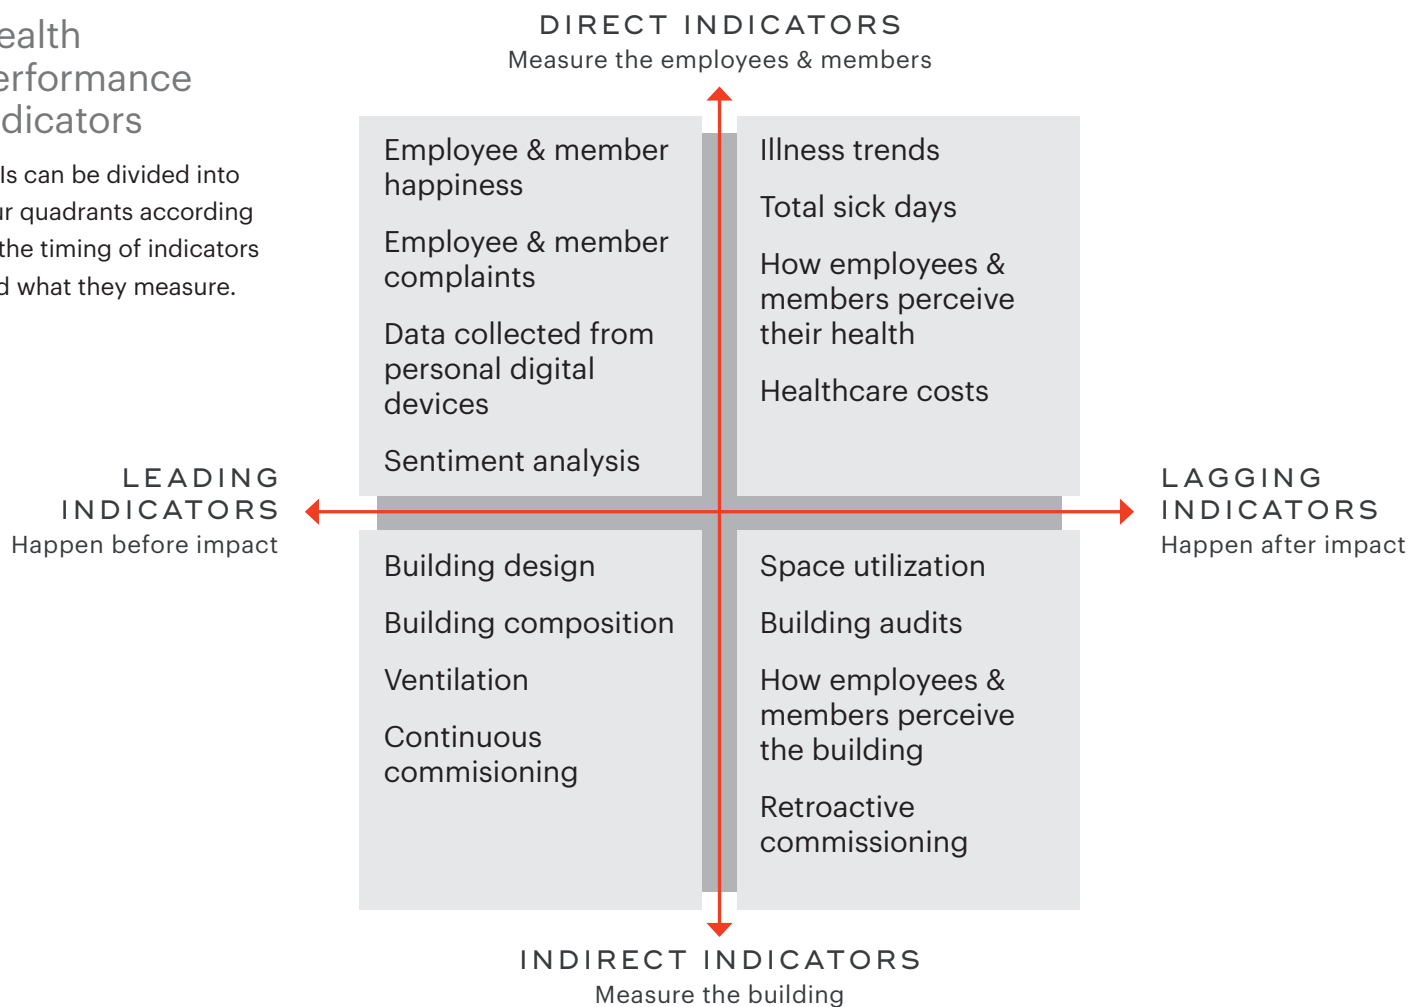 ealth
erformance
dicators
Is can be divided into
ur quadrants according
the timing of indicators
d what they measure.
DIRECT INDICATORS
Measure the employees & members
Employee & member
happiness
Employee & member
complaints
Data collected from
personal digital
devices
Sentiment analysis
Illness trends
Total sick days
How employees &
members perceive
their health
Healthcare costs
LEADING
INDICATORS
Happen before impact
LAGGING
INDICATORS
Happen after impact
Building design
Building composition
Ventilation
Continuous
commisioning
Space utilization
Building audits
How employees &
members perceive
the building
Retroactive
commissioning
INDIRECT INDICATORS
Measure the building